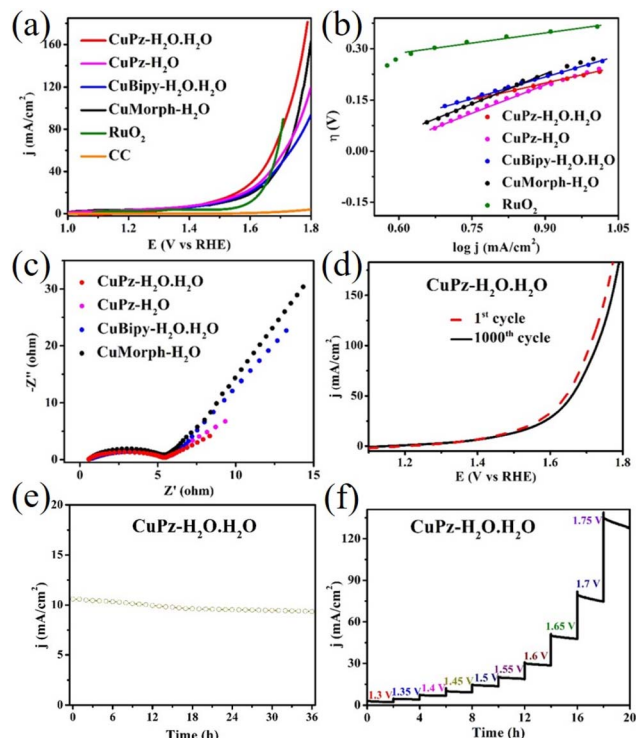 (a)
CuPz-H₂O.H₂O
CuPz-H₂O
CuBipy-H₂O.H₂O
CuMorph-H₂O
RuO₂
CC
160
120
80
40
0
1.0 1.2 1.4 1.6 1.8
j (mA/cm²)
E (V vs RHE)
(b)
0.30
0.15
0.00
-0.15
0.60 0.75 0.90 1.05
η (V)
log j (mA/cm²)
CuPz-H₂O.H₂O
CuPz-H₂O
CuBipy-H₂O.H₂O
CuMorph-H₂O
RuO₂
(c)
CuPz-H₂O.H₂O
CuPz-H₂O
CuBipy-H₂O.H₂O
CuMorph-H₂O
30
20
10
0
0 5 10 15
-Z'' (ohm)
Z' (ohm)
(d)
CuPz-H₂O.H₂O
1ˢᵗ cycle
1000ᵗʰ cycle
150
100
50
0
1.2 1.4 1.6 1.8
j (mA/cm²)
E (V vs RHE)
(e)
CuPz-H₂O.H₂O
20
15
10
5
0
0 6 12 18 24 30 36
j (mA/cm²)
Time (h)
(f)
CuPz-H₂O.H₂O
1.3 V
1.35 V
1.4 V
1.45 V
1.5 V
1.55 V
1.6 V
1.65 V
1.7 V
1.75 V
120
90
60
30
0
0 4 8 12 16 20
j (mA/cm²)
Time (h)